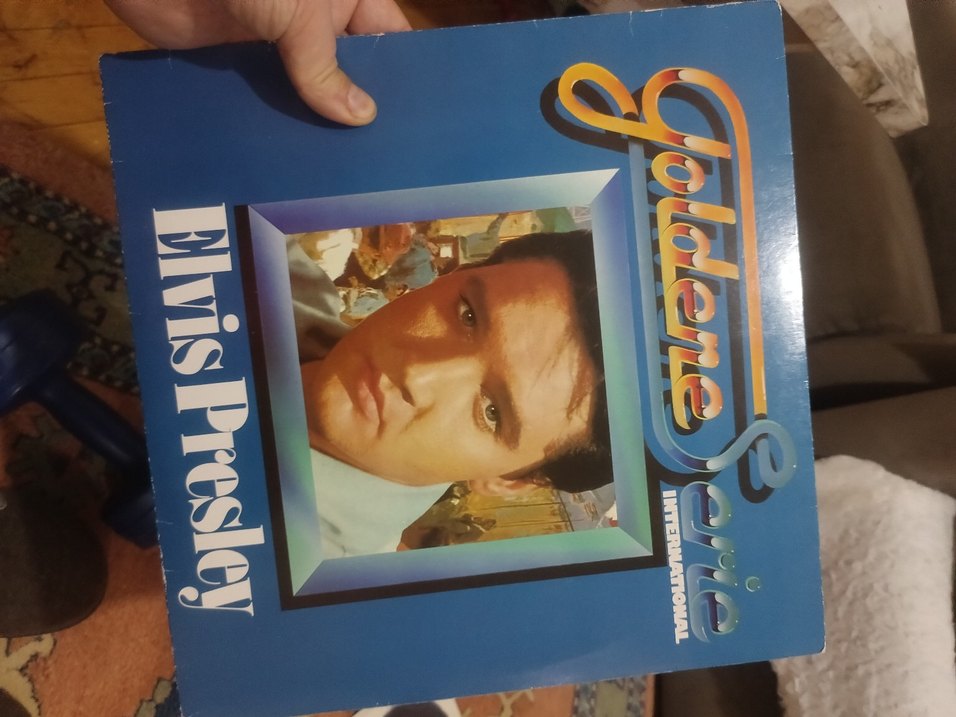 goldene Serie
INTERNATIONAL
Elvis Presley